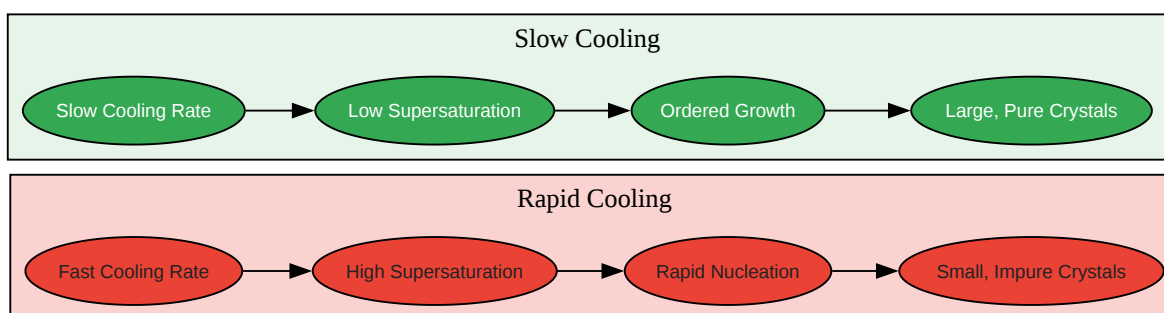 Slow Cooling
Slow Cooling Rate
Low Supersaturation
Ordered Growth
Large, Pure Crystals
Rapid Cooling
Fast Cooling Rate
High Supersaturation
Rapid Nucleation
Small, Impure Crystals